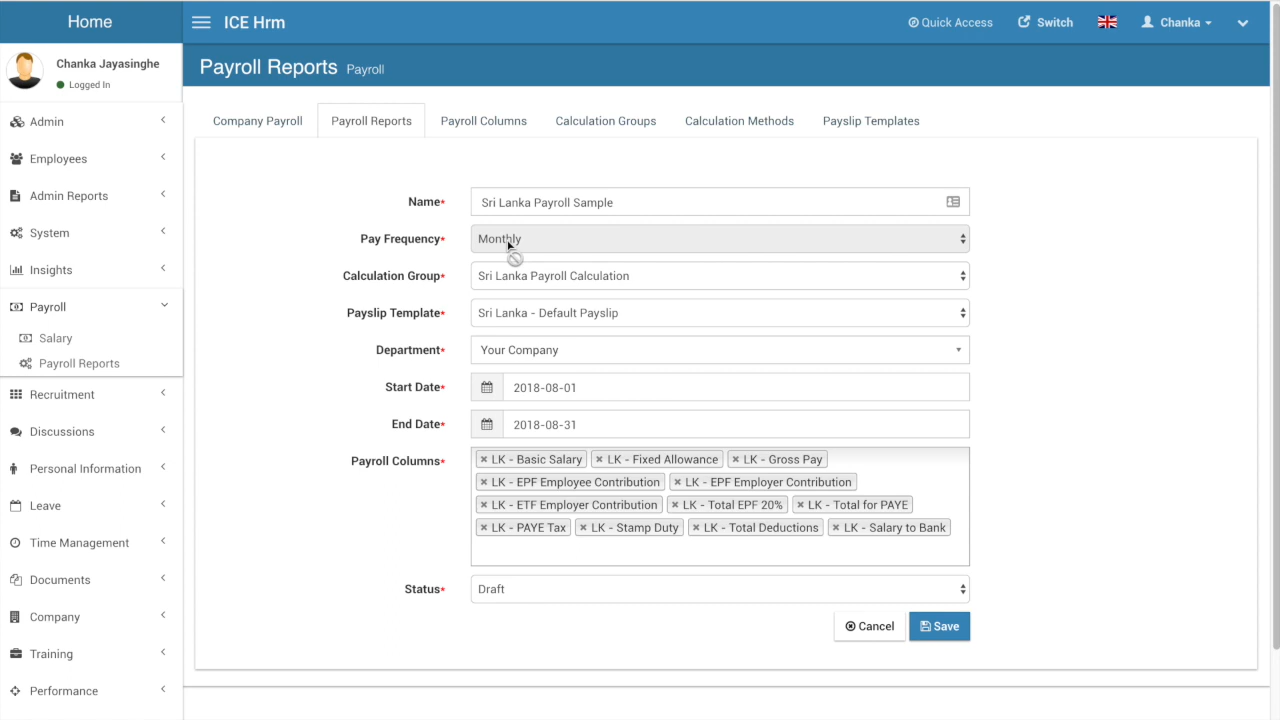 Home
ICE Hrm
Quick Access
Switch
Chanka
Chanka Jayasinghe
Logged In
Payroll Reports Payroll
Admin
Employees
Admin Reports
System
Insights
Payroll
Salary
Payroll Reports
Recruitment
Discussions
Personal Information
Leave
Time Management
Documents
Company
Training
Performance
Company Payroll
Payroll Reports
Payroll Columns
Calculation Groups
Calculation Methods
Payslip Templates
Name* Sri Lanka Payroll Sample
Pay Frequency* Monthly
Calculation Group* Sri Lanka Payroll Calculation
Payslip Template* Sri Lanka - Default Payslip
Department* Your Company
Start Date* 2018-08-01
End Date* 2018-08-31
Payroll Columns* × LK - Basic Salary × LK - Fixed Allowance × LK - Gross Pay
× LK - EPF Employee Contribution × LK - EPF Employer Contribution
× LK - ETF Employer Contribution × LK - Total EPF 20% × LK - Total for PAYE
× LK - PAYE Tax × LK - Stamp Duty × LK - Total Deductions × LK - Salary to Bank
Status* Draft
Cancel
Save